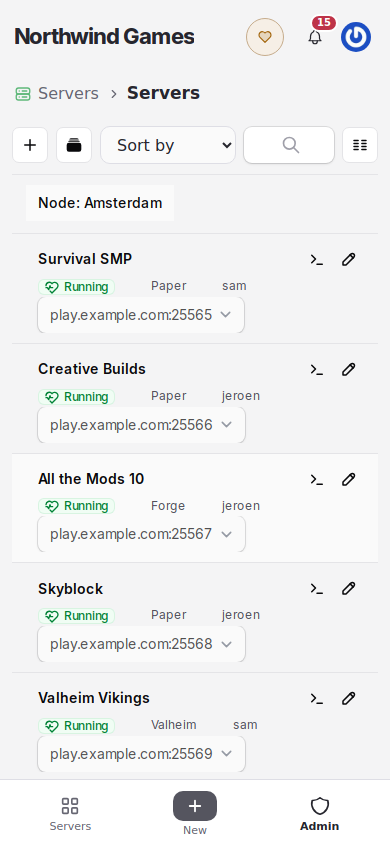 Northwind Games
15
Servers > Servers
Sort by
Node: Amsterdam
Survival SMP
Running Paper sam
play.example.com:25565
Creative Builds
Running Paper jeroen
play.example.com:25566
All the Mods 10
Running Forge jeroen
play.example.com:25567
Skyblock
Running Paper jeroen
play.example.com:25568
Valheim Vikings
Running Valheim sam
play.example.com:25569
Servers New Admin